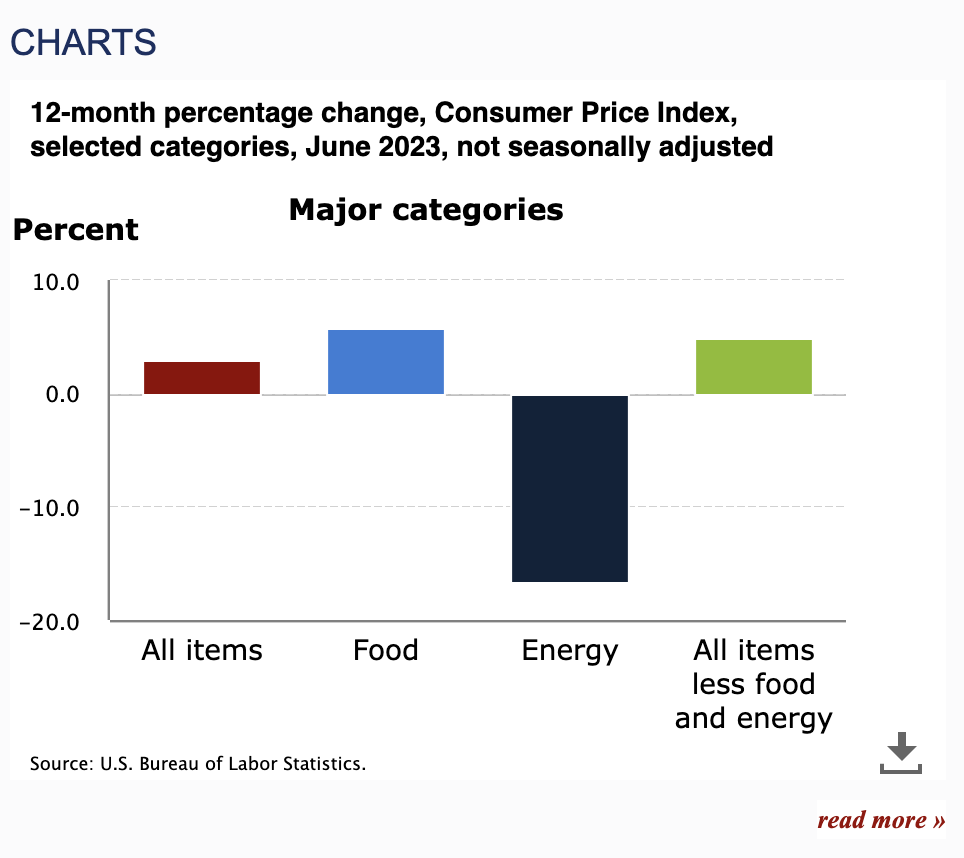 CHARTS
12-month percentage change, Consumer Price Index,
selected categories, June 2023, not seasonally adjusted
Major categories
Percent
10.0
0.0
−10.0
−20.0
All items
Food
Energy
All items
less food
and energy
Source: U.S. Bureau of Labor Statistics.
read more »